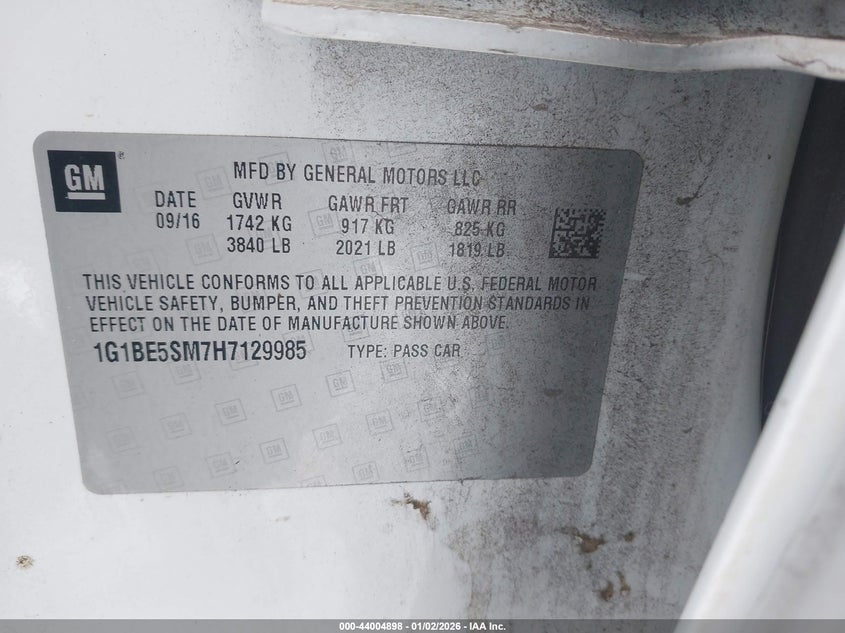 GM
MFD BY GENERAL MOTORS LLC
DATE GVWR GAWR FRT GAWR RR
09/16 1742 KG 917 KG 825 KG
3840 LB 2021 LB 1819 LB
THIS VEHICLE CONFORMS TO ALL APPLICABLE U.S. FEDERAL MOTOR
VEHICLE SAFETY, BUMPER, AND THEFT PREVENTION STANDARDS IN
EFFECT ON THE DATE OF MANUFACTURE SHOWN ABOVE.
1G1BE5SM7H7129985 TYPE: PASS CAR
000-44004898 - 01/02/2026 - IAA Inc.